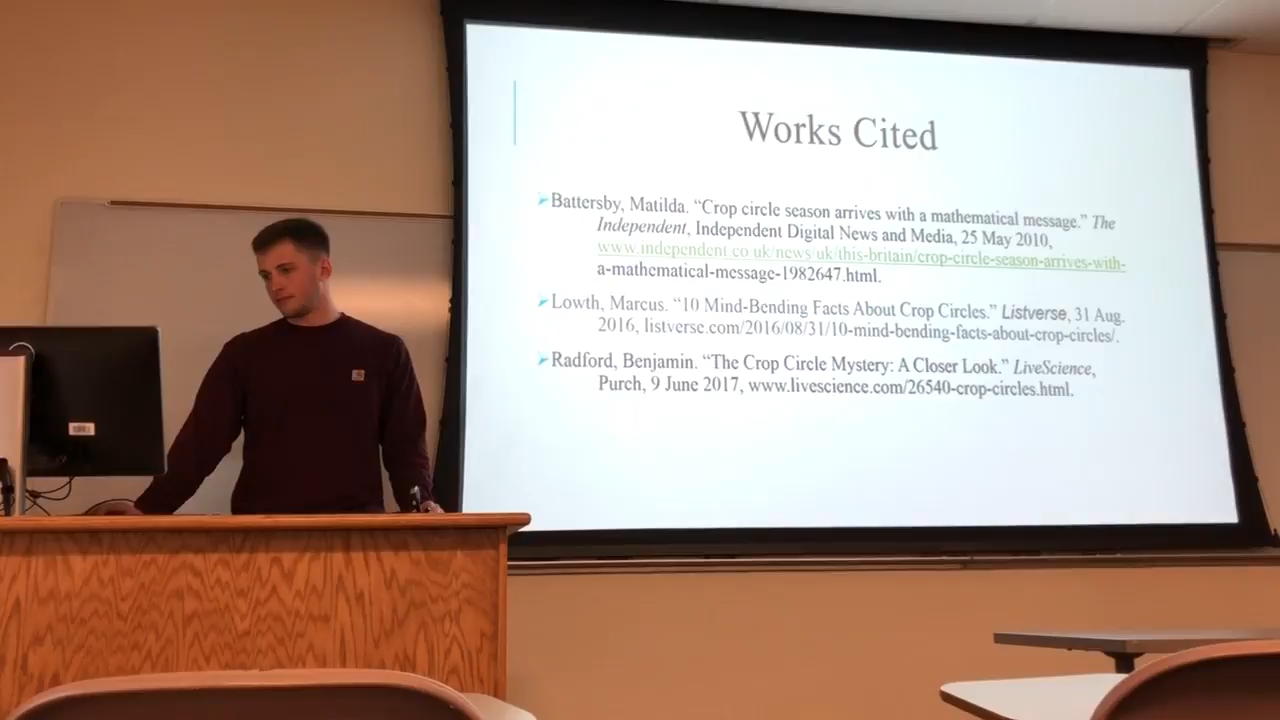 Works Cited
Battersby, Matilda. “Crop circle season arrives with a mathematical message.” The
Independent, Independent Digital News and Media, 25 May 2010,
www.independent.co.uk/news/uk/this-britain/crop-circle-season-arrives-with-
a-mathematical-message-1982647.html.
Lowth, Marcus. “10 Mind-Bending Facts About Crop Circles.” Listverse, 31 Aug.
2016, listverse.com/2016/08/31/10-mind-bending-facts-about-crop-circles/.
Radford, Benjamin. “The Crop Circle Mystery: A Closer Look.” LiveScience,
Purch, 9 June 2017, www.livescience.com/26540-crop-circles.html.